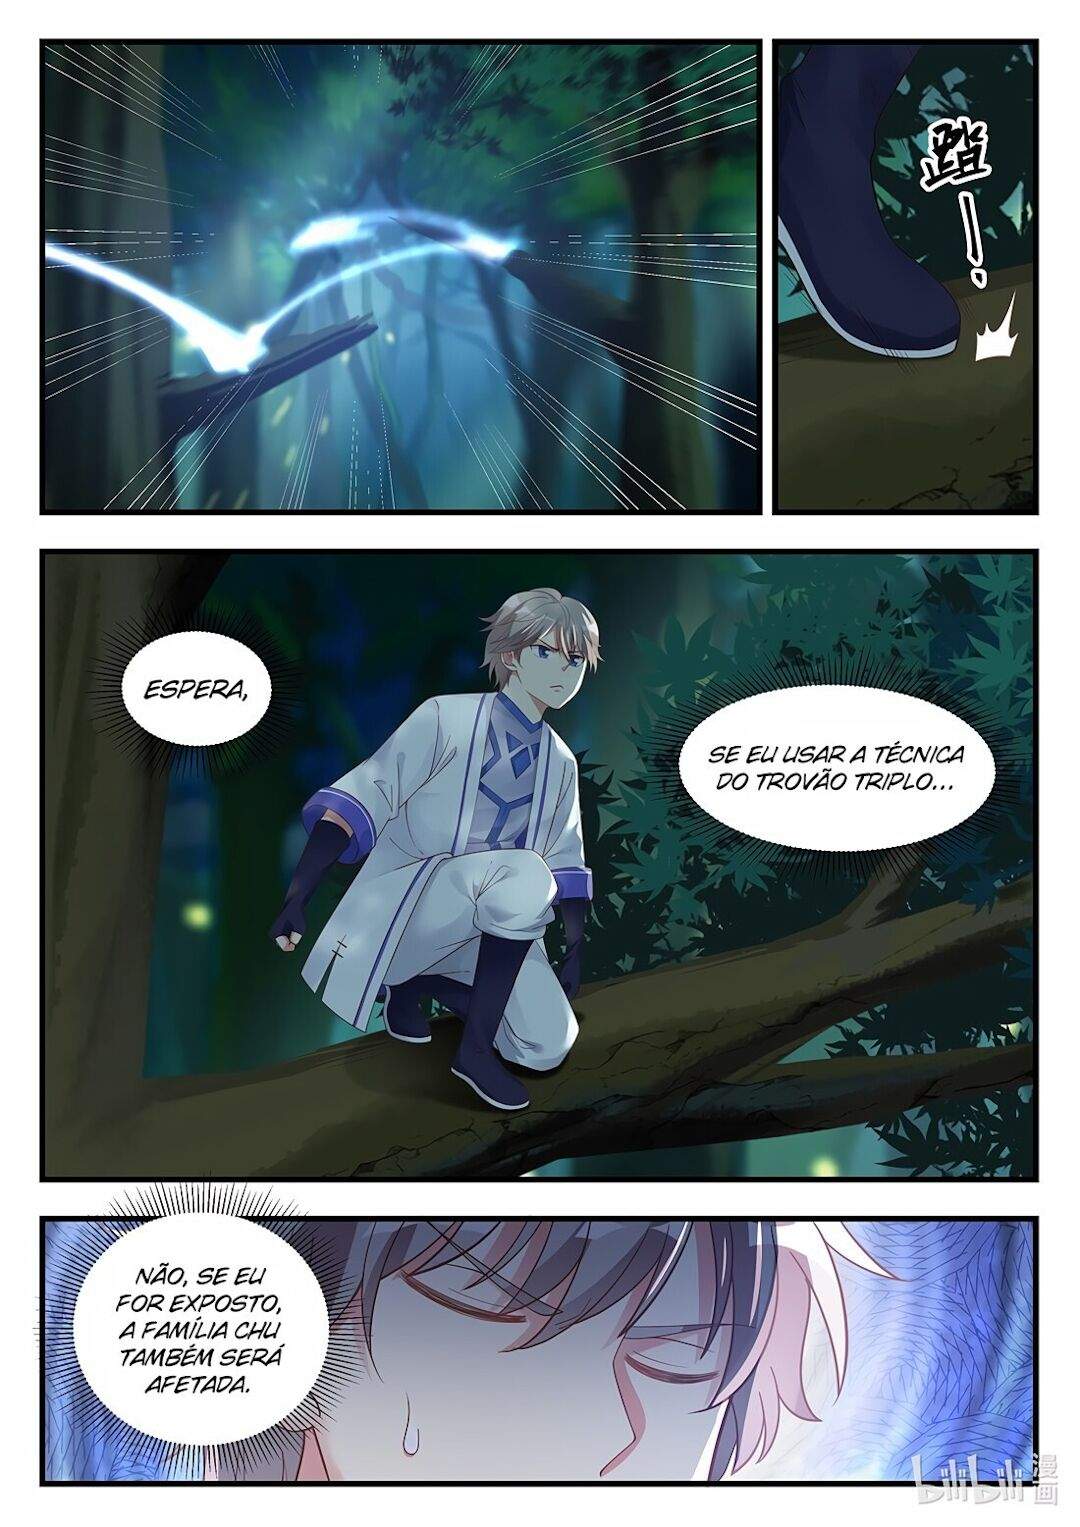 踏
ESPERA,
SE EU USAR A TÉCNICA
DO TROVÃO TRIPLO...
NÃO, SE EU
FOR EXPOSTO,
A FAMÍLIA CHU
TAMBÉM SERÁ
AFETADA.
bilibili 漫画